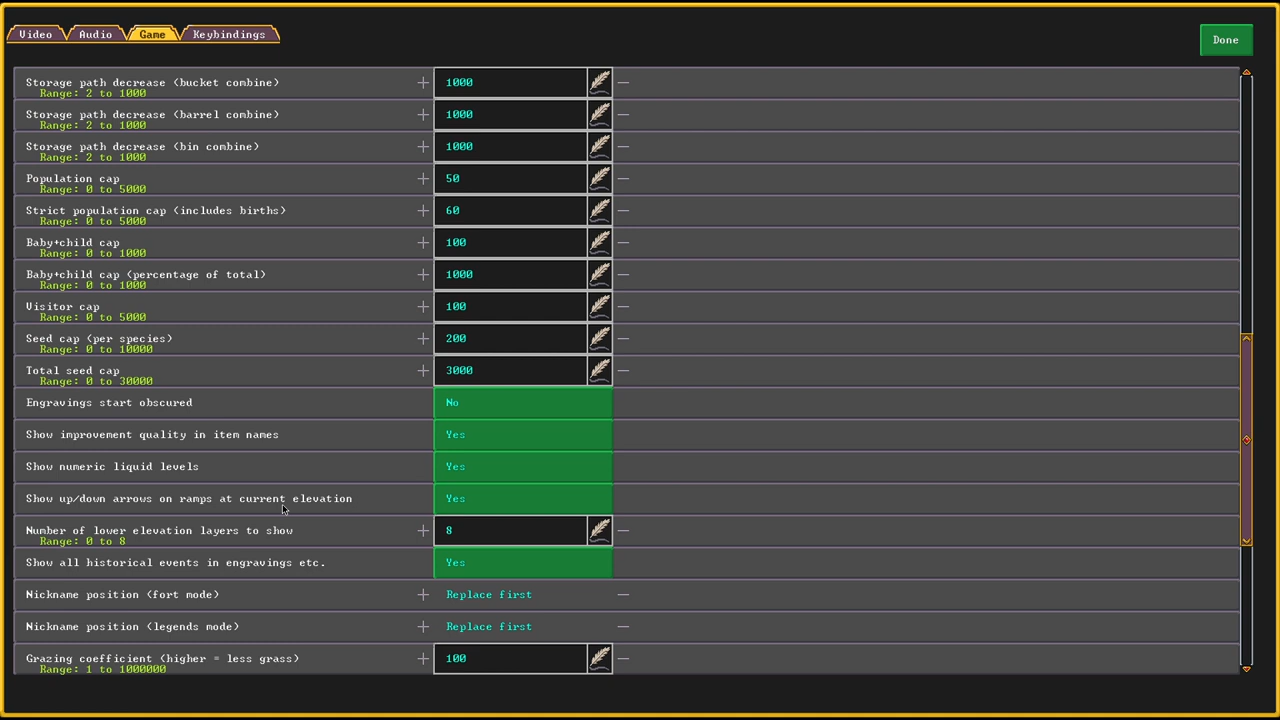 Video Audio Game Keybindings
Done
Storage path decrease (bucket combine) + 1000 —
Range: 2 to 1000
Storage path decrease (barrel combine) + 1000 —
Range: 2 to 1000
Storage path decrease (bin combine) + 1000 —
Range: 2 to 1000
Population cap + 50 —
Range: 0 to 5000
Strict population cap (includes births) + 60 —
Range: 0 to 5000
Baby+child cap + 100 —
Range: 0 to 1000
Baby+child cap (percentage of total) + 1000 —
Range: 0 to 1000
Visitor cap + 100 —
Range: 0 to 5000
Seed cap (per species) + 200 —
Range: 0 to 10000
Total seed cap + 3000 —
Range: 0 to 30000
Engravings start obscured No
Show improvement quality in item names Yes
Show numeric liquid levels Yes
Show up/down arrows on ramps at current elevation Yes
Number of lower elevation layers to show + 8 —
Range: 0 to 8
Show all historical events in engravings etc. Yes
Nickname position (fort mode) + Replace first —
Nickname position (legends mode) + Replace first —
Grazing coefficient (higher = less grass) + 100 —
Range: 1 to 1000000